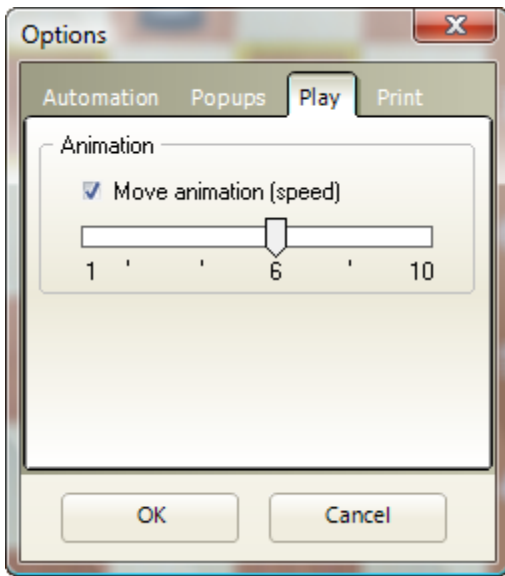 Options
Automation Popups Play Print
Animation
Move animation (speed)
1 ' ' 6 ' 10
OK Cancel